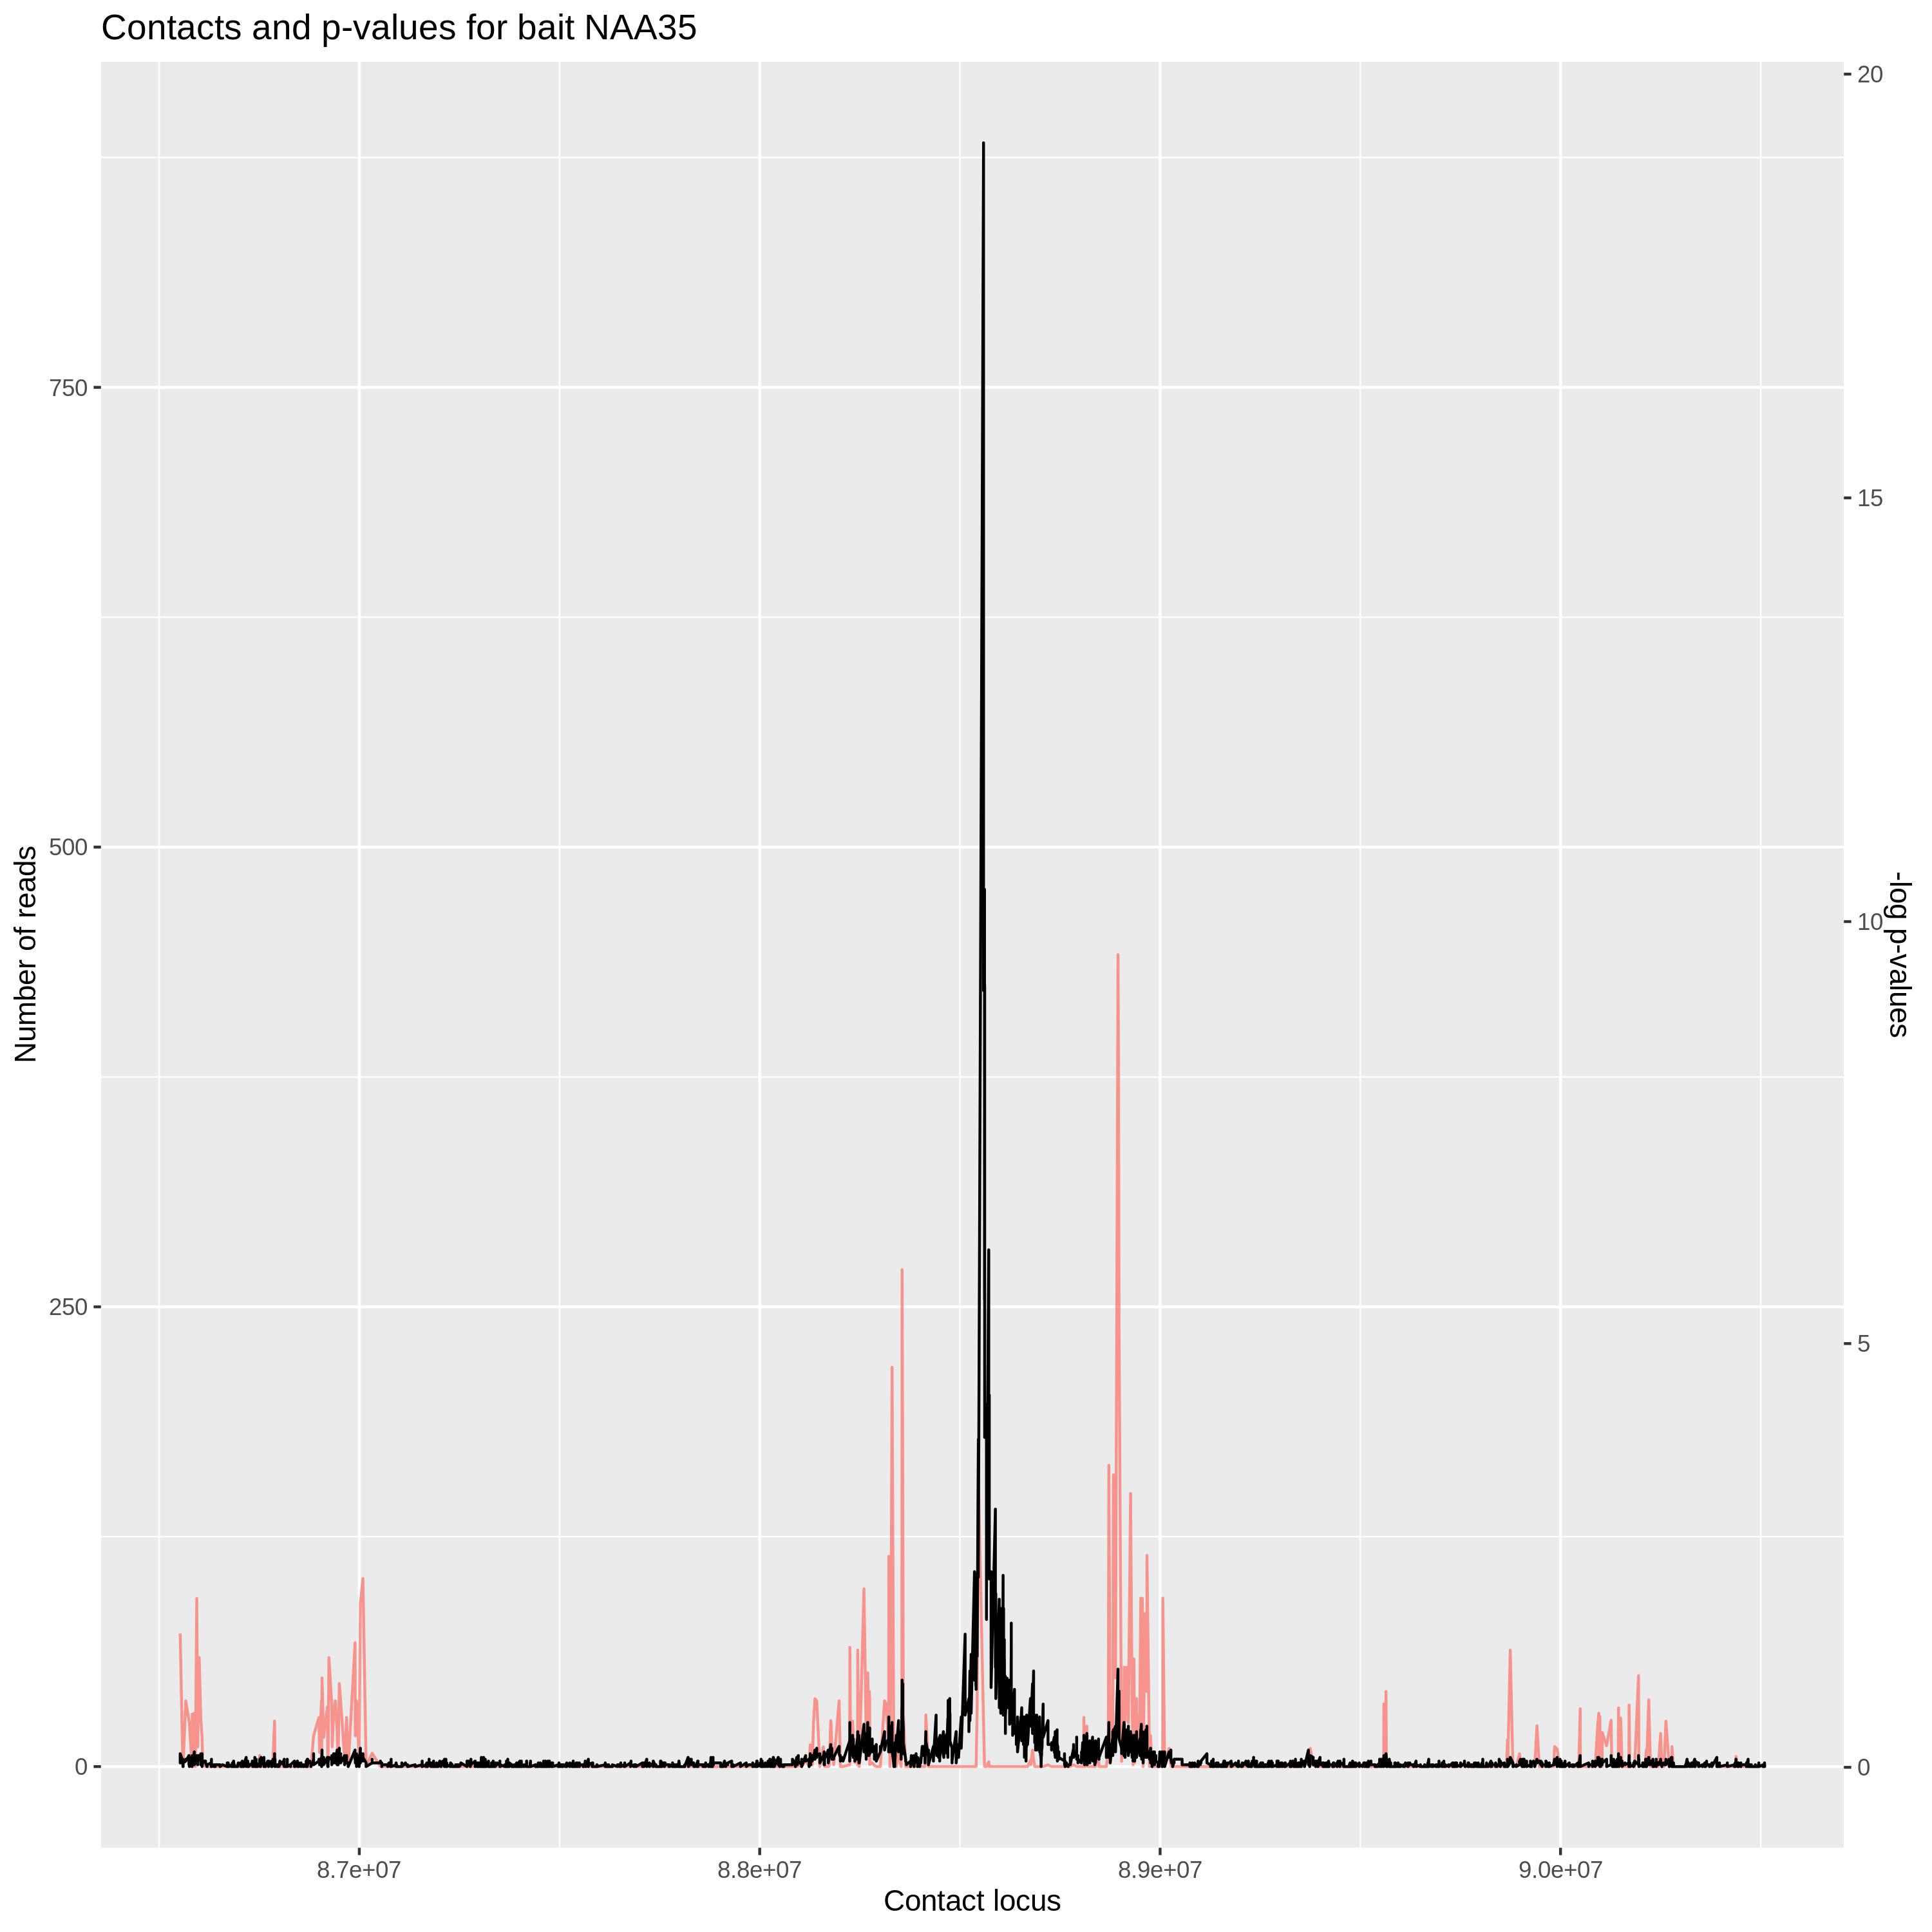 Contacts and p-values for bait NAA35
Number of reads
750
500
250
0
20
15
10
5
0
-log p-values
8.7e+07
8.8e+07
8.9e+07
9.0e+07
Contact locus